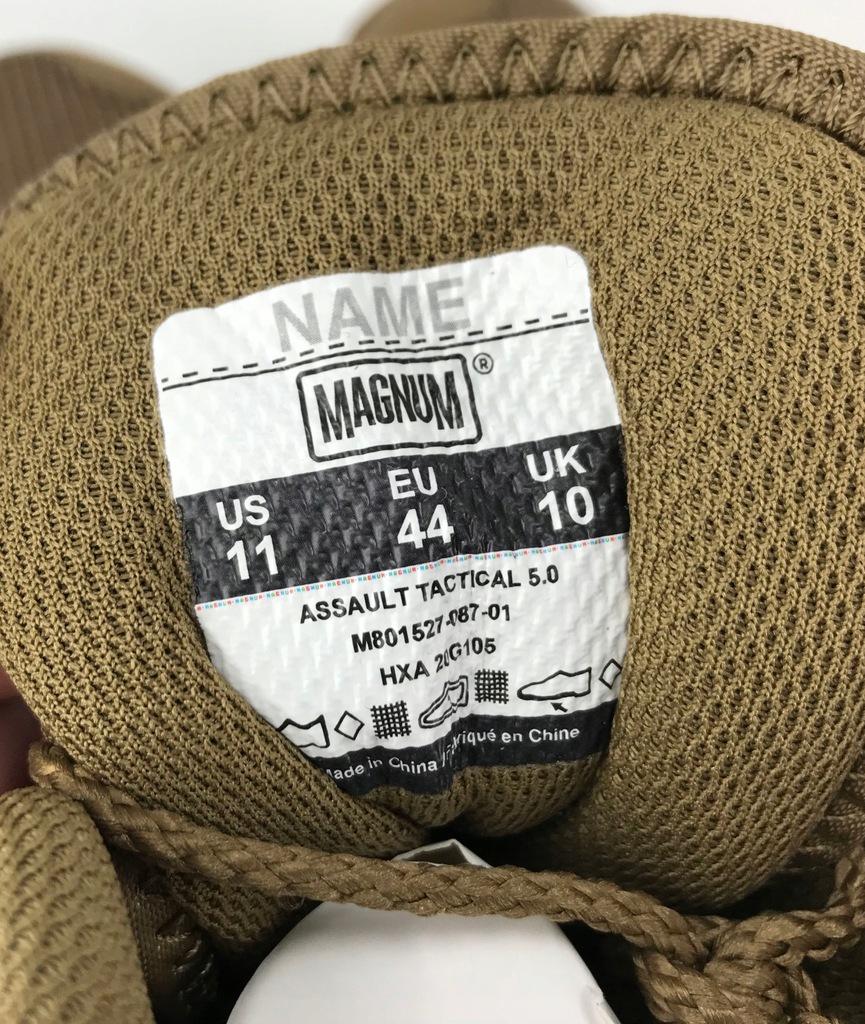 NAME
MAGNUM®
US EU UK
11 44 10
ASSAULT TACTICAL 5.0
M801527-087-01
HXA 20G105
Made in China en Chine